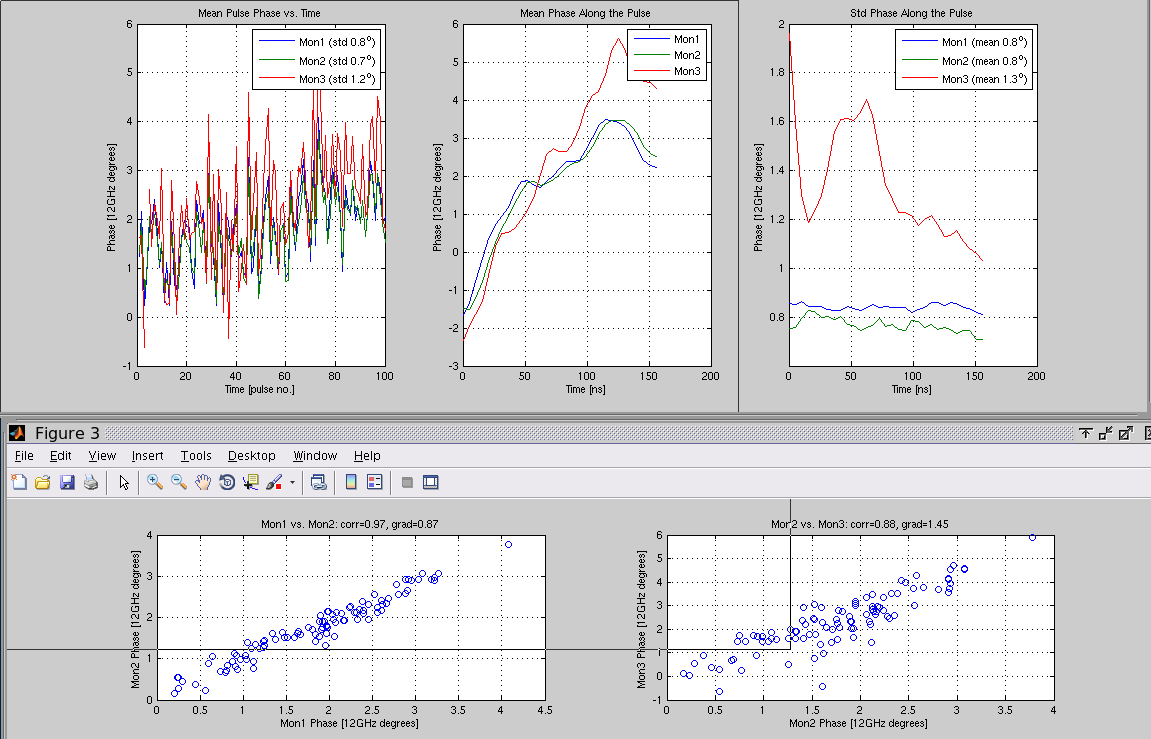 Mean Pulse Phase vs. Time
Phase [12GHz degrees]
6
5
4
3
2
1
0
-1
Mon1 (std 0.8°)
Mon2 (std 0.7°)
Mon3 (std 1.2°)
0 20 40 60 80 100
Time [pulse no.]
Mean Phase Along the Pulse
Phase [12GHz degrees]
6
5
4
3
2
1
0
-1
-2
-3
Mon1
Mon2
Mon3
0 50 100 150 200
Time [ns]
Std Phase Along the Pulse
Phase [12GHz degrees]
2
1.8
1.6
1.4
1.2
1
0.8
Mon1 (mean 0.8°)
Mon2 (mean 0.8°)
Mon3 (mean 1.3°)
0 50 100 150 200
Time [ns]
Figure 3
File Edit View Insert Tools Desktop Window Help
Mon1 vs. Mon2: corr=0.97, grad=0.87
Mon2 Phase [12GHz degrees]
4
3
2
1
0
0 0.5 1 1.5 2 2.5 3 3.5 4 4.5
Mon1 Phase [12GHz degrees]
Mon2 vs. Mon3: corr=0.88, grad=1.45
Mon3 Phase [12GHz degrees]
6
5
4
3
2
1
0
-1
0 0.5 1 1.5 2 2.5 3 3.5 4
Mon2 Phase [12GHz degrees]